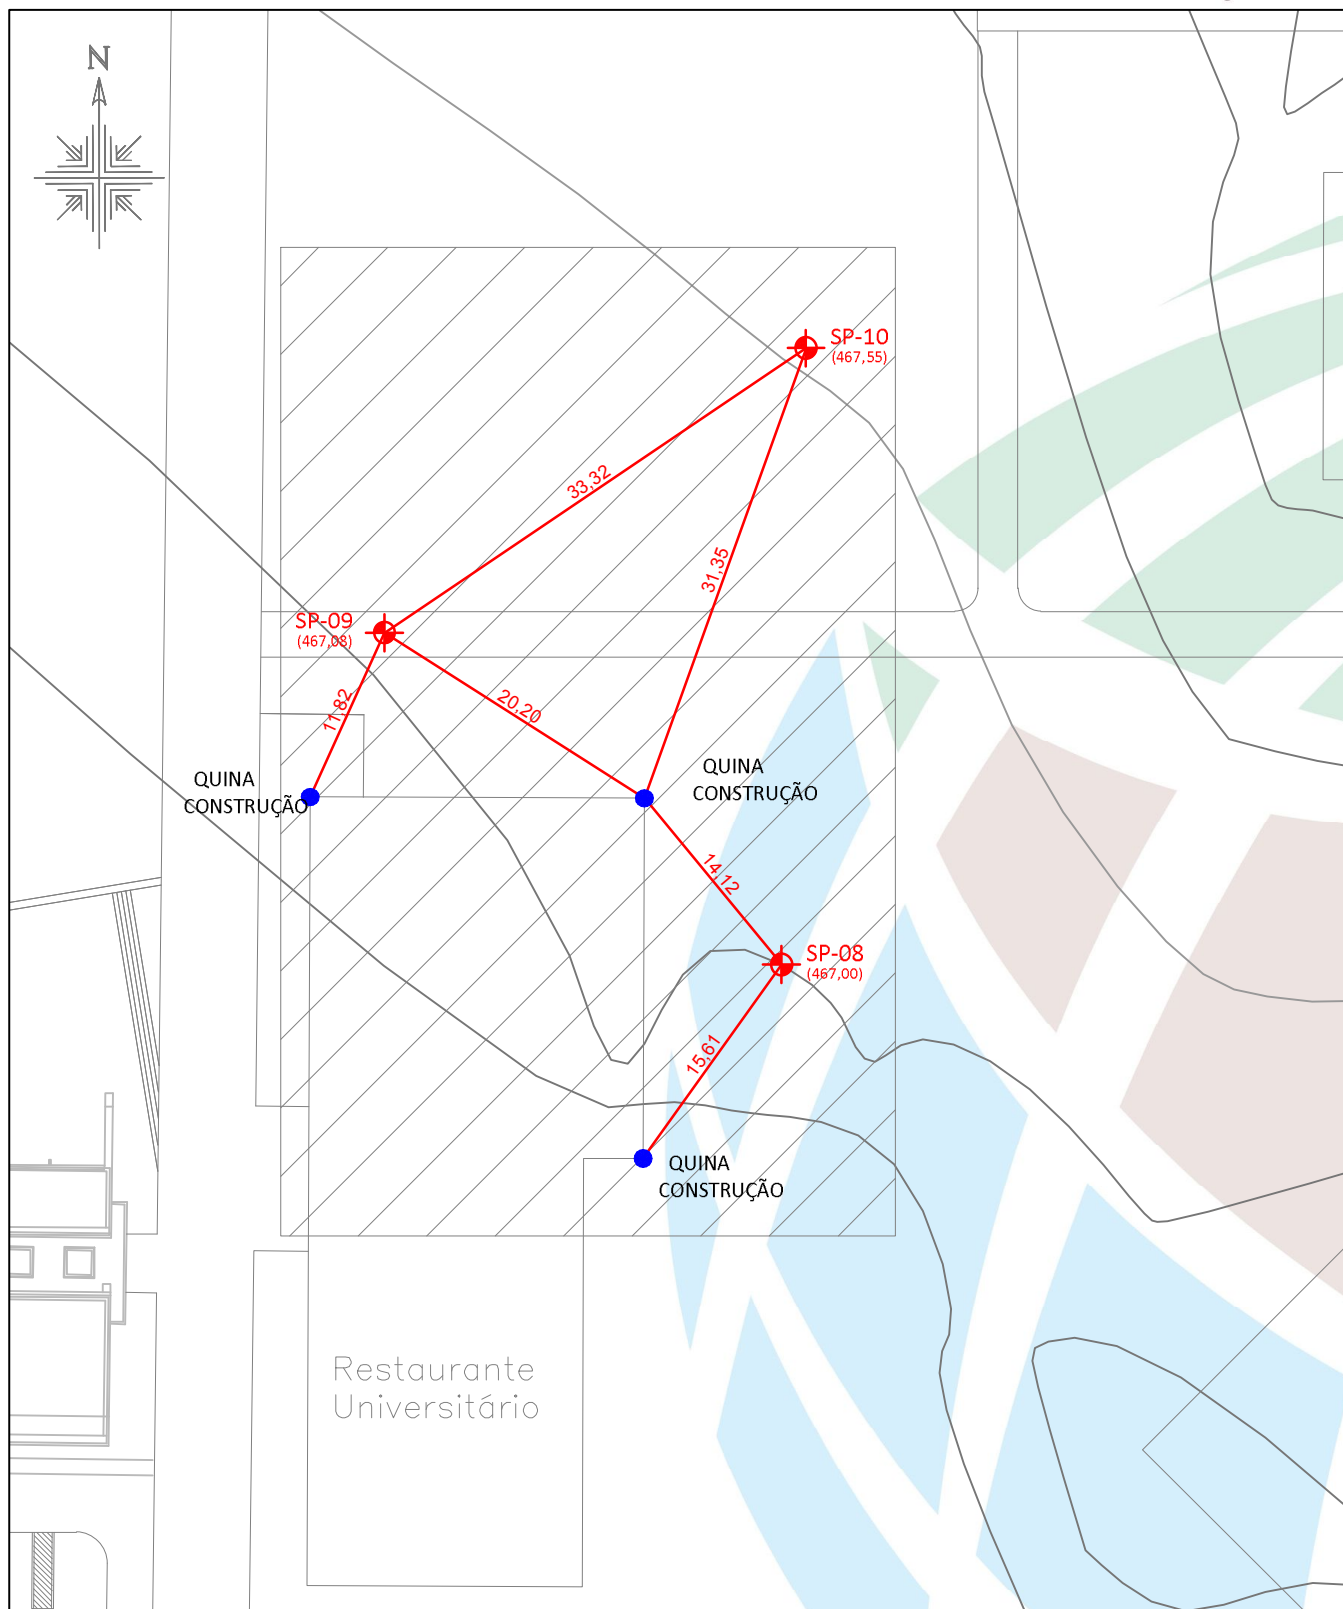 N
SP-10
(467,55)
33,32
31,35
SP-09
(467,08)
11,82
20,20
QUINA
CONSTRUÇÃO
QUINA
CONSTRUÇÃO
14,12
SP-08
(467,00)
15,61
QUINA
CONSTRUÇÃO
Restaurante
Universitário